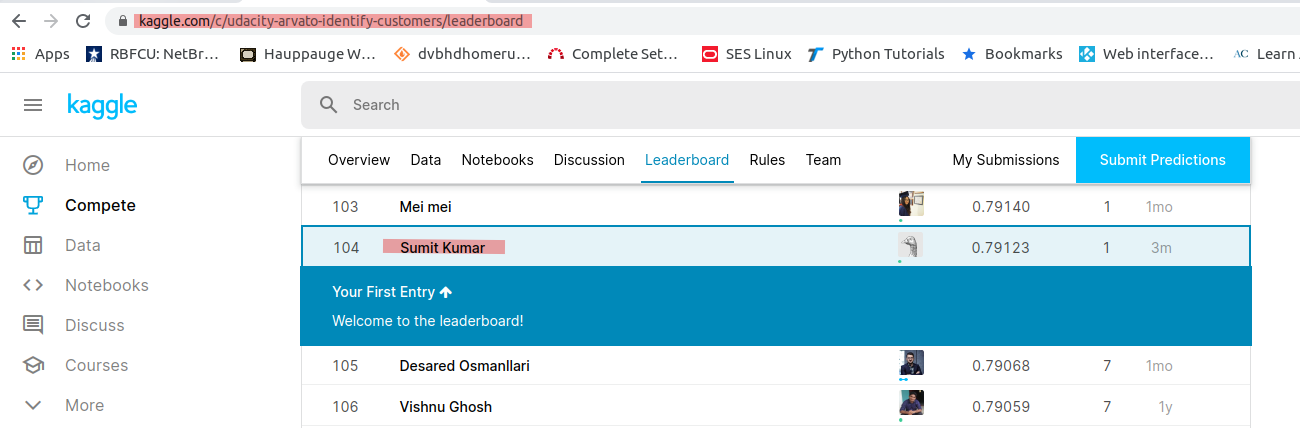 kaggle.com/c/udacity-arvato-identify-customers/leaderboard
Apps RBFCU: NetBr... Hauppauge W... dvbhdhomeru... Complete Set... SES Linux Python Tutorials Bookmarks Web interface... AC Learn
kaggle Search
Home
Compete
Data
Notebooks
Discuss
Courses
More
Overview Data Notebooks Discussion Leaderboard Rules Team My Submissions Submit Predictions
103 Mei mei 0.79140 1 1mo
104 Sumit Kumar 0.79123 1 3m
Your First Entry ↑
Welcome to the leaderboard!
105 Desared Osmanllari 0.79068 7 1mo
106 Vishnu Ghosh 0.79059 7 1y